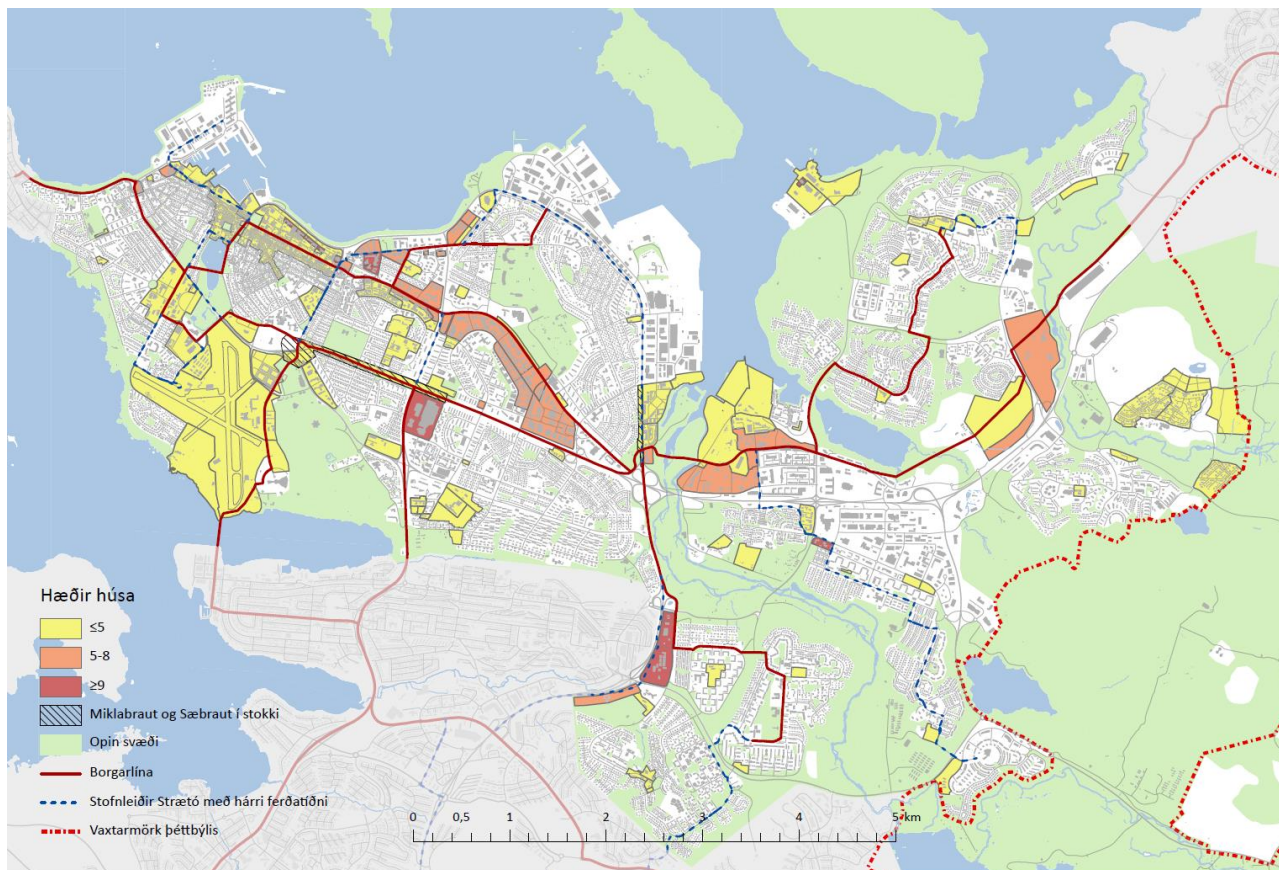 Hæðir húsa
≤5
5-8
≥9
Miklabraut og Sæbraut í stokki
Opin svæði
Borgarlína
Stofnleiðir Strætó með hárri ferðatíðni
Vaxtarmörk þéttbýlis
0 0,5 1 2 3 4 5 km